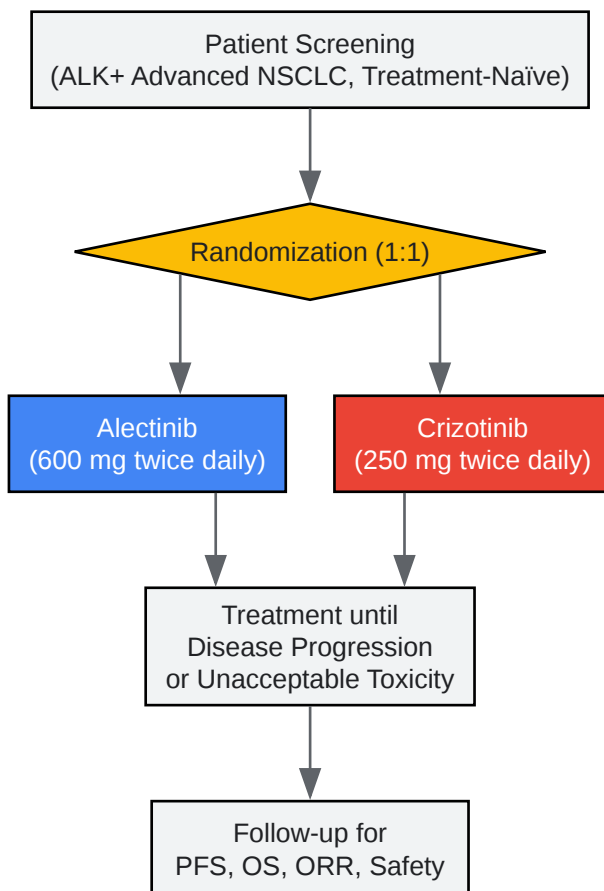 Patient Screening
(ALK+ Advanced NSCLC, Treatment-Naïve)
Randomization (1:1)
Alectinib
(600 mg twice daily)
Crizotinib
(250 mg twice daily)
Treatment until
Disease Progression
or Unacceptable Toxicity
Follow-up for
PFS, OS, ORR, Safety